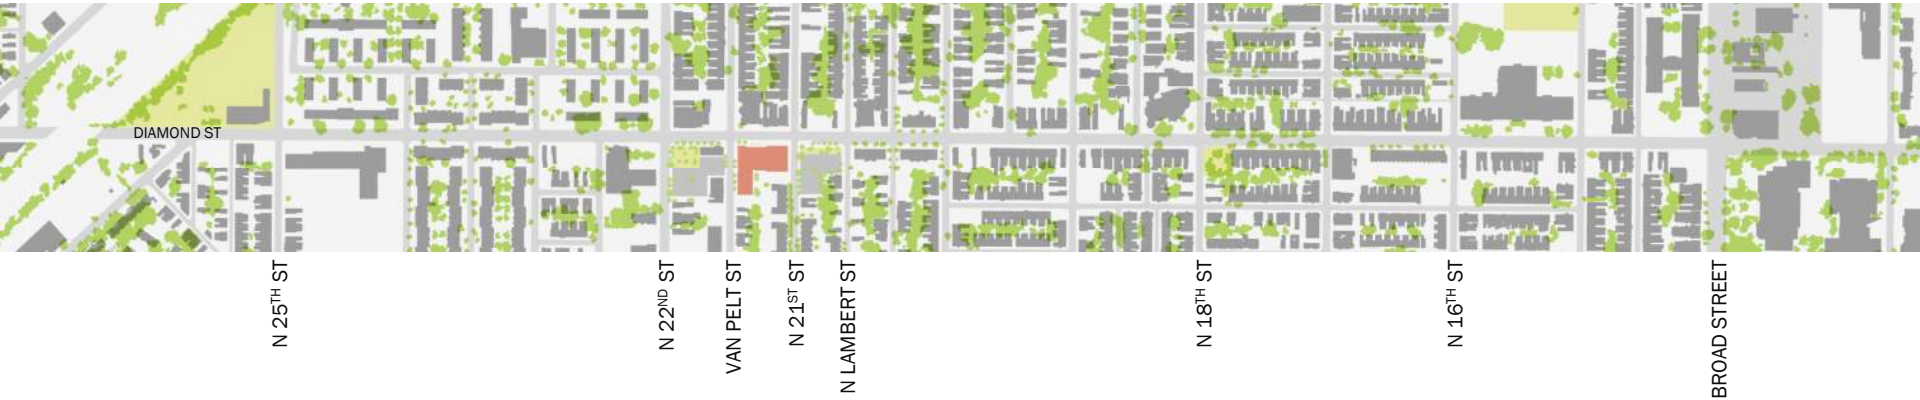 DIAMOND ST
N 25TH ST
N 22ND ST
VAN PELT ST
N 21ST ST
N LAMBERT ST
N 18TH ST
N 16TH ST
BROAD STREET